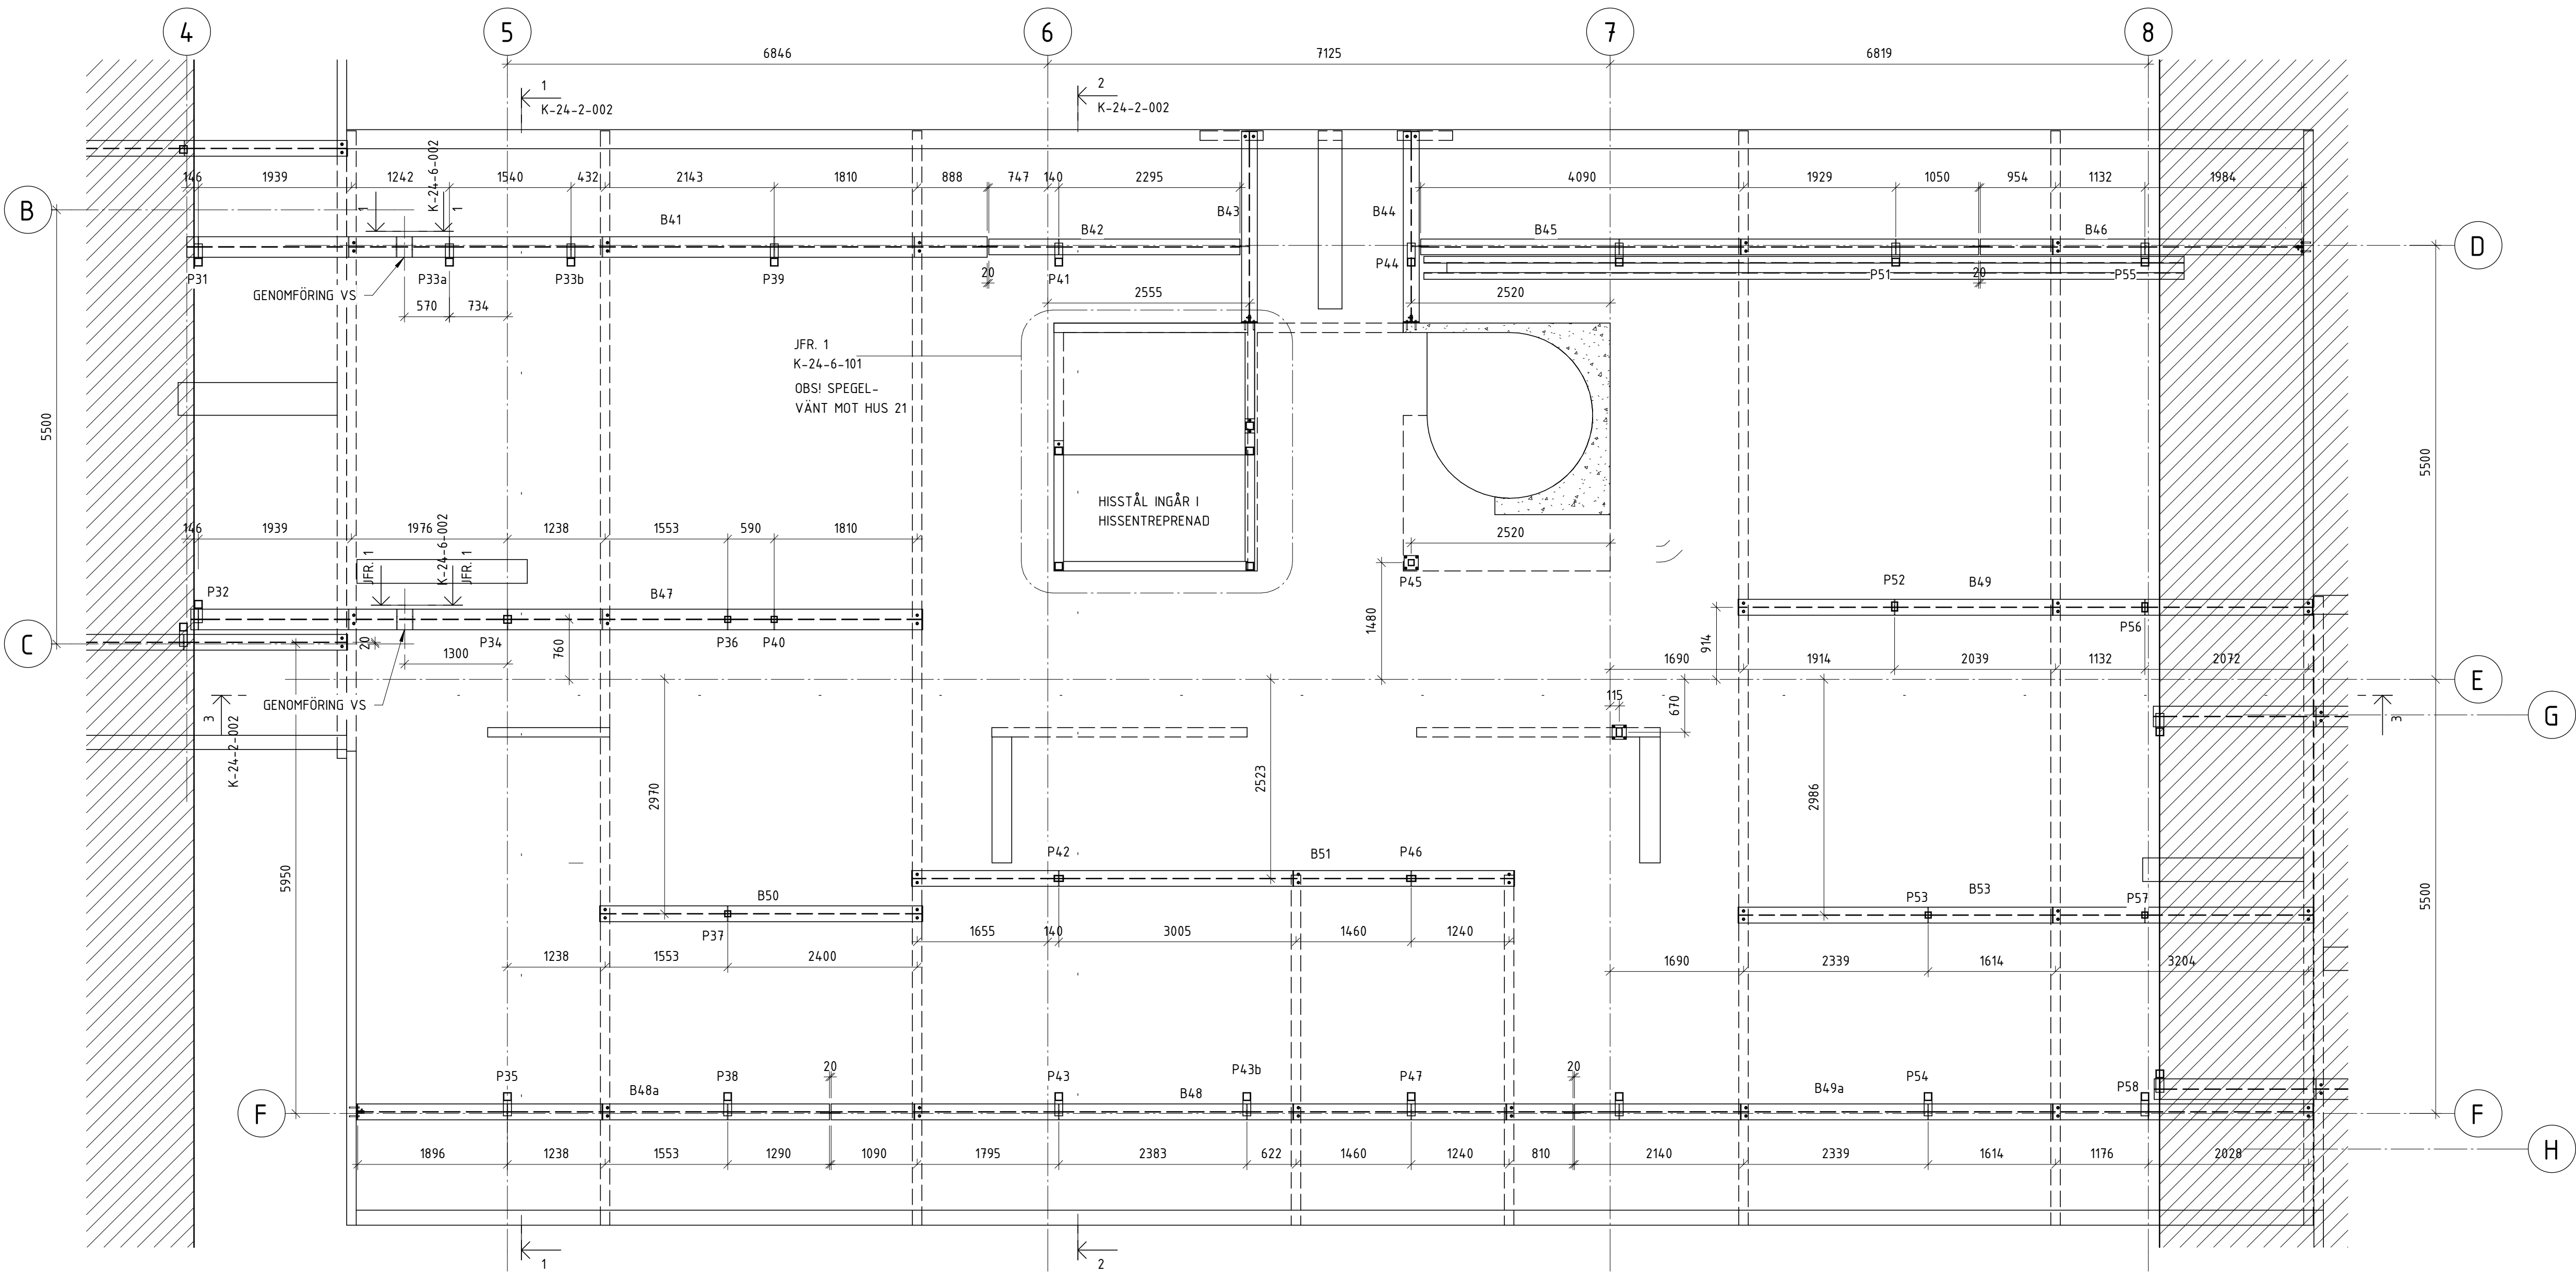 4
5
6
7
8
6846
7125
6819
1
K-24-2-002
2
K-24-2-002
K-24-6-002
146
1939
1242
1540
432
2143
1810
888
747
140
2295
4090
1929
1050
954
1132
1984
B
1
1
B41
B42
B43
B44
B45
B46
D
P31
P33a
P33b
P39
20
P41
P44
P51
20
P55
GENOMFÖRING VS
570
734
2555
2520
JFR. 1
K-24-6-101
OBS! SPEGEL-
VÄNT MOT HUS 21
5500
5500
HISSTÅL INGÅR I
HISSENTREPRENAD
K-24-6-002
146
1939
1976
1238
1553
590
1810
2520
JFR. 1
JFR. 1
P32
B47
P45
P52
B49
C
20
P34
P36
P40
1300
760
1480
914
P56
1690
1914
2039
1132
2072
E
GENOMFÖRING VS
3
K-24-2-002
115
670
G
3
2970
2523
2986
5950
P42
B51
P46
B50
P37
P53
B53
P57
5500
1655
140
3005
1460
1240
1238
1553
2400
1690
2339
1614
3204
P35
B48a
P38
20
P43
B48
P43b
P47
20
B49a
P54
P58
F
F
1896
1238
1553
1290
1090
1795
2383
622
1460
1240
810
2140
2339
1614
1176
2028
H
1
2